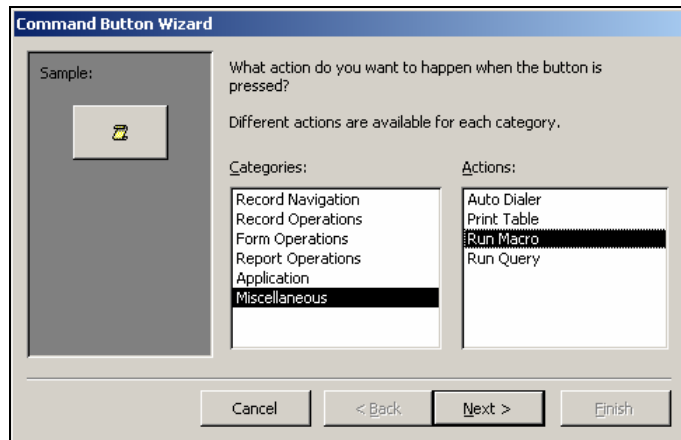 Command Button Wizard
Sample:
What action do you want to happen when the button is
pressed?
Different actions are available for each category.
Categories:
Actions:
Record Navigation
Record Operations
Form Operations
Report Operations
Application
Miscellaneous
Auto Dialer
Print Table
Run Macro
Run Query
Cancel
< Back
Next >
Finish